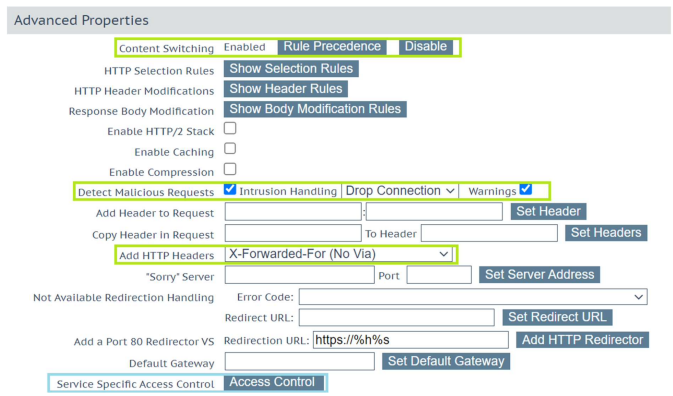 Advanced Properties
Content Switching Enabled Rule Precedence Disable
HTTP Selection Rules Show Selection Rules
HTTP Header Modifications Show Header Rules
Response Body Modification Show Body Modification Rules
Enable HTTP/2 Stack
Enable Caching
Enable Compression
Detect Malicious Requests Intrusion Handling Drop Connection Warnings
Add Header to Request : Set Header
Copy Header in Request To Header Set Headers
Add HTTP Headers X-Forwarded-For (No Via)
"Sorry" Server Port Set Server Address
Not Available Redirection Handling Error Code:
Redirect URL: Set Redirect URL
Add a Port 80 Redirector VS Redirection URL: https://%h%s Add HTTP Redirector
Default Gateway Set Default Gateway
Service Specific Access Control Access Control